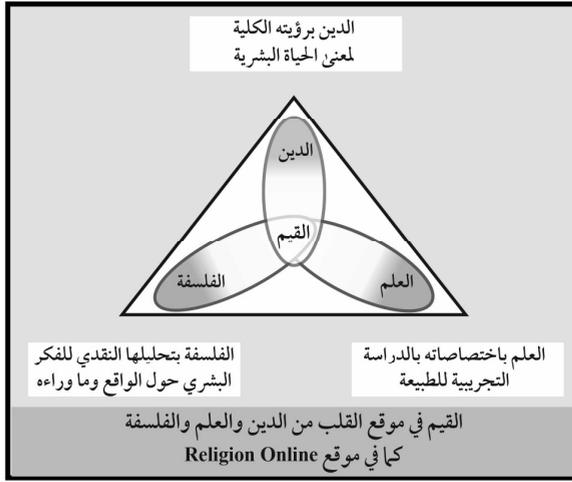 الدين برؤيته الكلية
لمعنىٰ الحياة البشرية
الدين
القيم
العلم
الفلسفة
العلم باختصاصاته بالدراسة
التجريبية للطبيعة
الفلسفة بتحليلها النقدي للفكر
البشري حول الواقع وما وراءه
القيم في موقع القلب من الدين والعلم والفلسفة
كما في موقع Religion Online